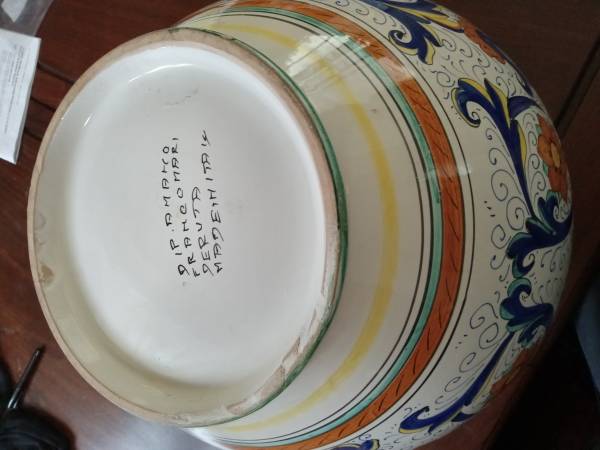 DIP. A MANO
FRANCO MARI
DERUTA
MADE IN ITALY